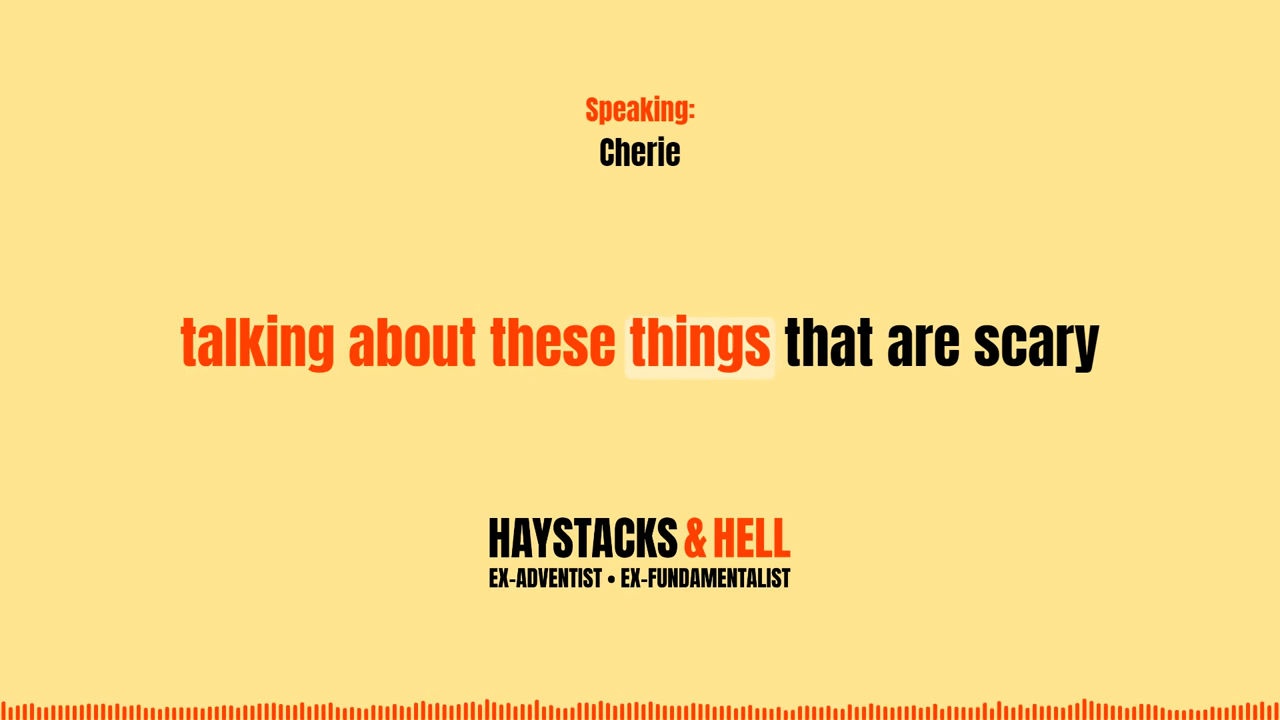 Speaking:
Cherie
talking about these things that are scary
HAYSTACKS & HELL
EX-ADVENTIST • EX-FUNDAMENTALIST